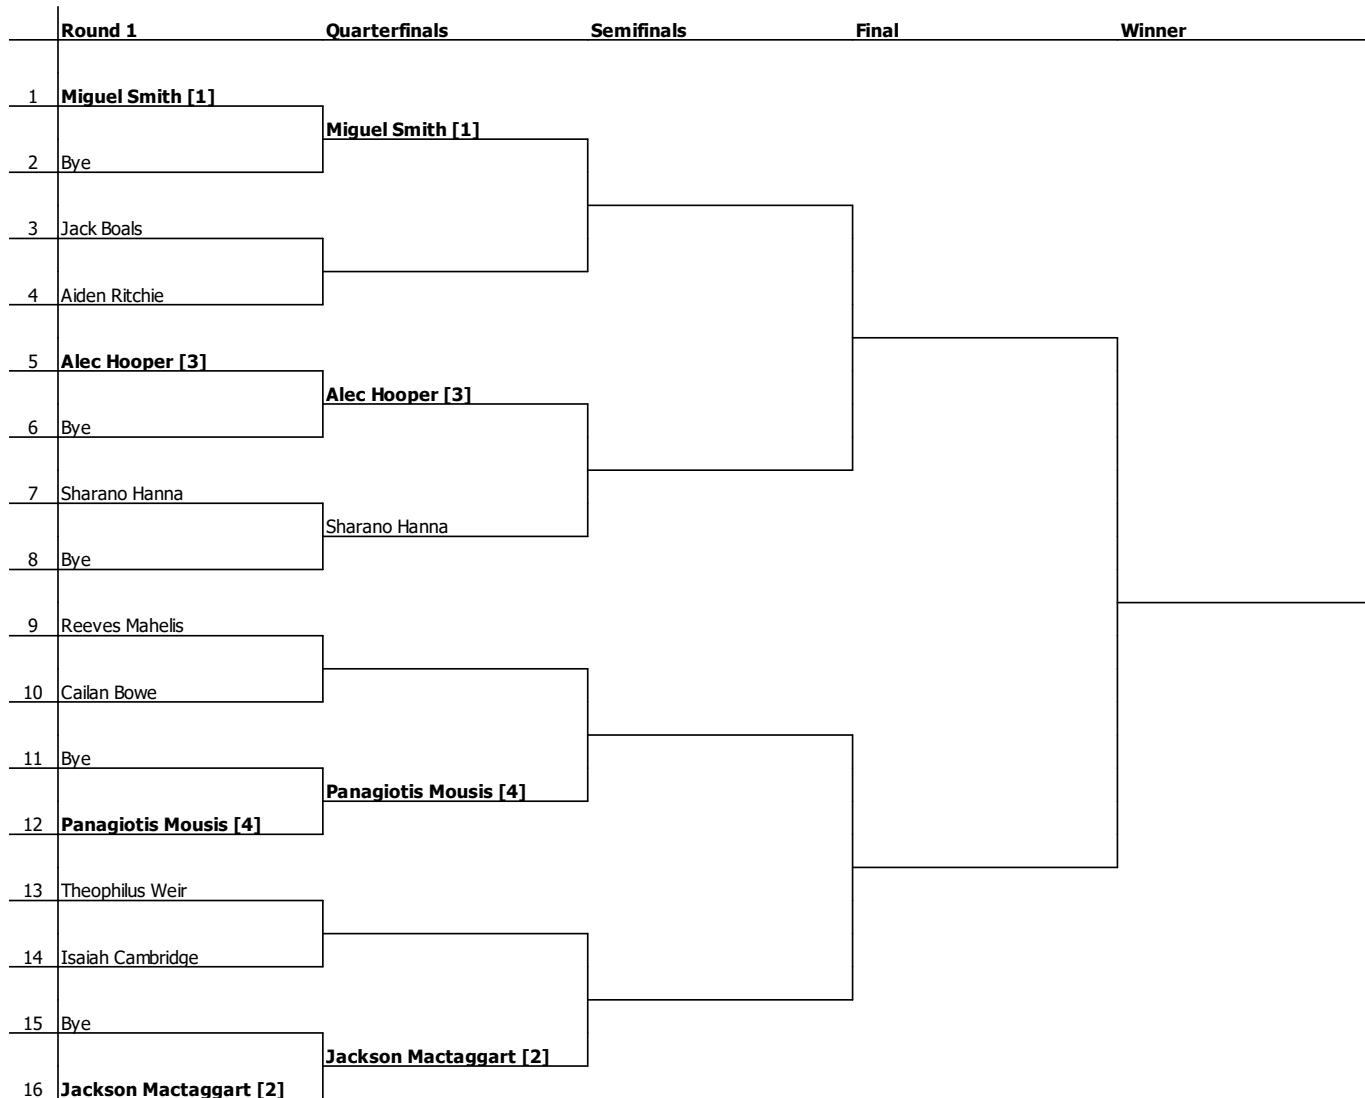 Round 1 Quarterfinals Semifinals Final Winner
1 Miguel Smith [1]
Miguel Smith [1]
2 Bye
3 Jack Boals
4 Aiden Ritchie
5 Alec Hooper [3]
Alec Hooper [3]
6 Bye
7 Sharano Hanna
Sharano Hanna
8 Bye
9 Reeves Mahelis
10 Cailan Bowe
11 Bye
Panagiotis Mousis [4]
12 Panagiotis Mousis [4]
13 Theophilus Weir
14 Isaiah Cambridge
15 Bye
Jackson Mactaggart [2]
16 Jackson Mactaggart [2]